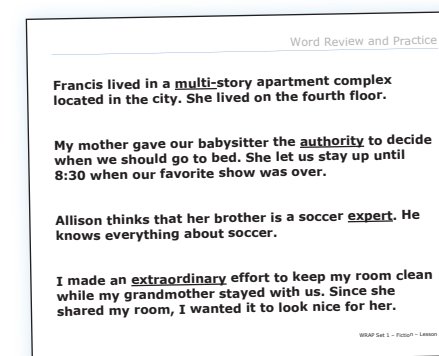 Word Review and Practice
Francis lived in a multi-story apartment complex
located in the city. She lived on the fourth floor.
My mother gave our babysitter the authority to decide
when we should go to bed. She let us stay up until
8:30 when our favorite show was over.
Allison thinks that her brother is a soccer expert. He
knows everything about soccer.
I made an extraordinary effort to keep my room clean
while my grandmother stayed with us. Since she
shared my room, I wanted it to look nice for her.
WRAP Set 1 – Fiction – Lesson